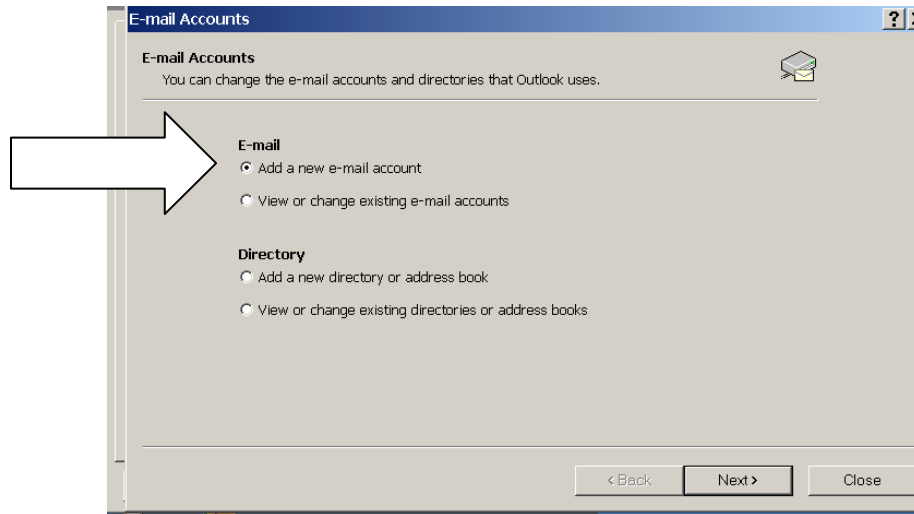 E-mail Accounts
E-mail Accounts
You can change the e-mail accounts and directories that Outlook uses.
E-mail
Add a new e-mail account
View or change existing e-mail accounts
Directory
Add a new directory or address book
View or change existing directories or address books
< Back Next > Close